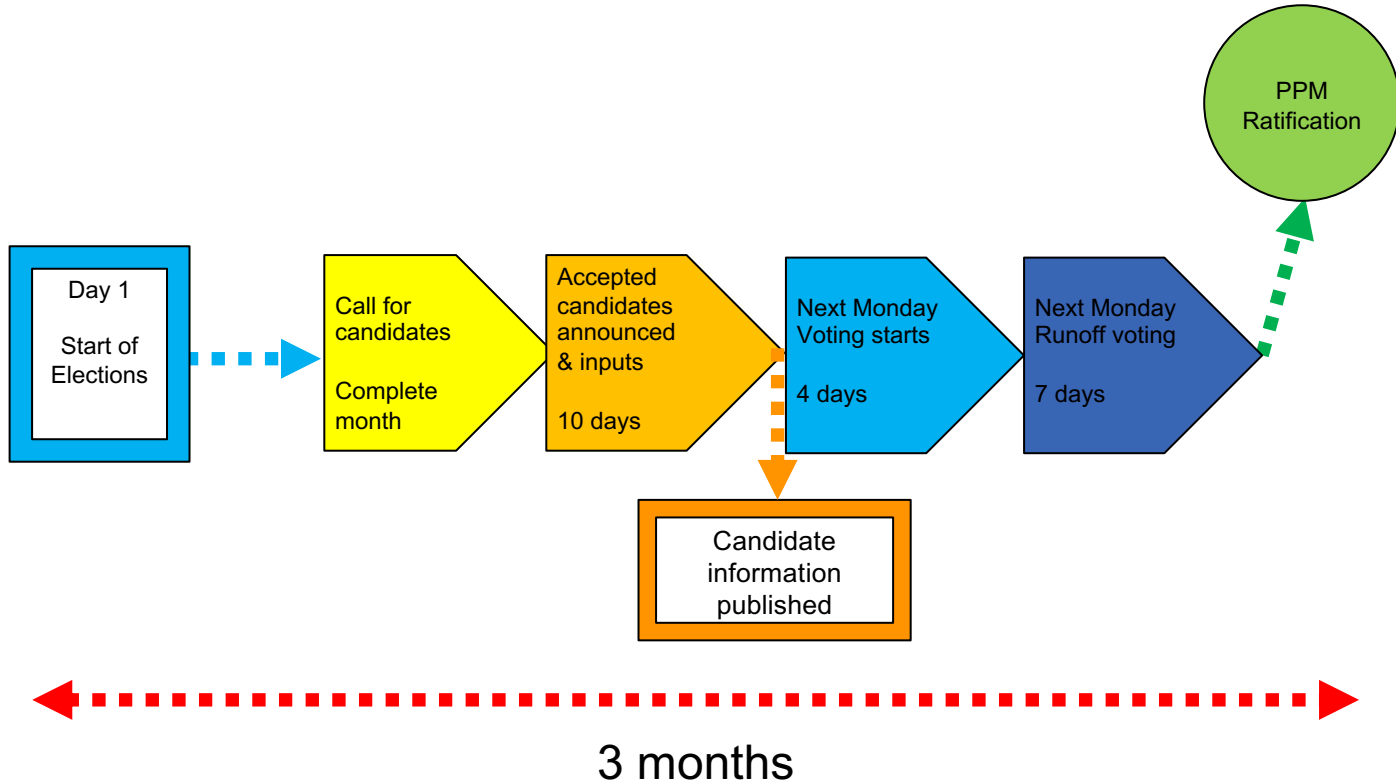 PPM
Ratification
Day 1
Start of
Elections
Call for
candidates
Complete
month
Accepted
candidates
announced
& inputs
10 days
Next Monday
Voting starts
4 days
Next Monday
Runoff voting
7 days
Candidate
information
published
3 months